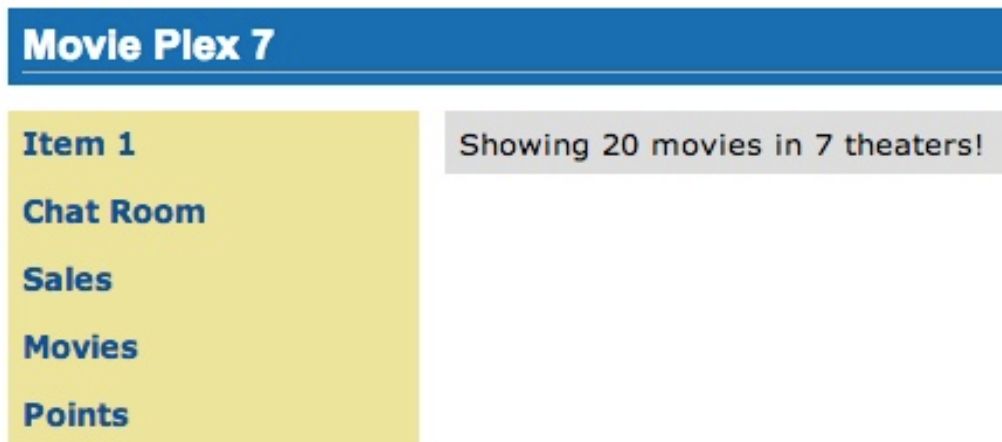 Movie Plex 7
Item 1
Showing 20 movies in 7 theaters!
Chat Room
Sales
Movies
Points